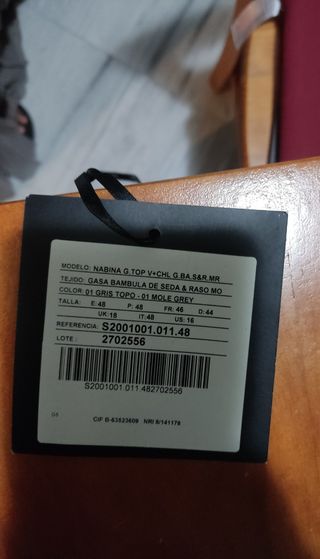 MODELO: NABINA G.TOP V+CHL G.BA.S&R.MR
TEJIDO: GASA BAMBULA DE SEDA & RASO MO
COLOR: 01 GRIS TOPO - 01 MOLE GREY
TALLA: E:48 P:48 FR:46 D:44
UK:18 IT:48 US:16
REFERENCIA: S2001001.011.48
LOTE: 2702556
S2001001.011.482702556
G5 CIF B-63523609 NRI 8/141178